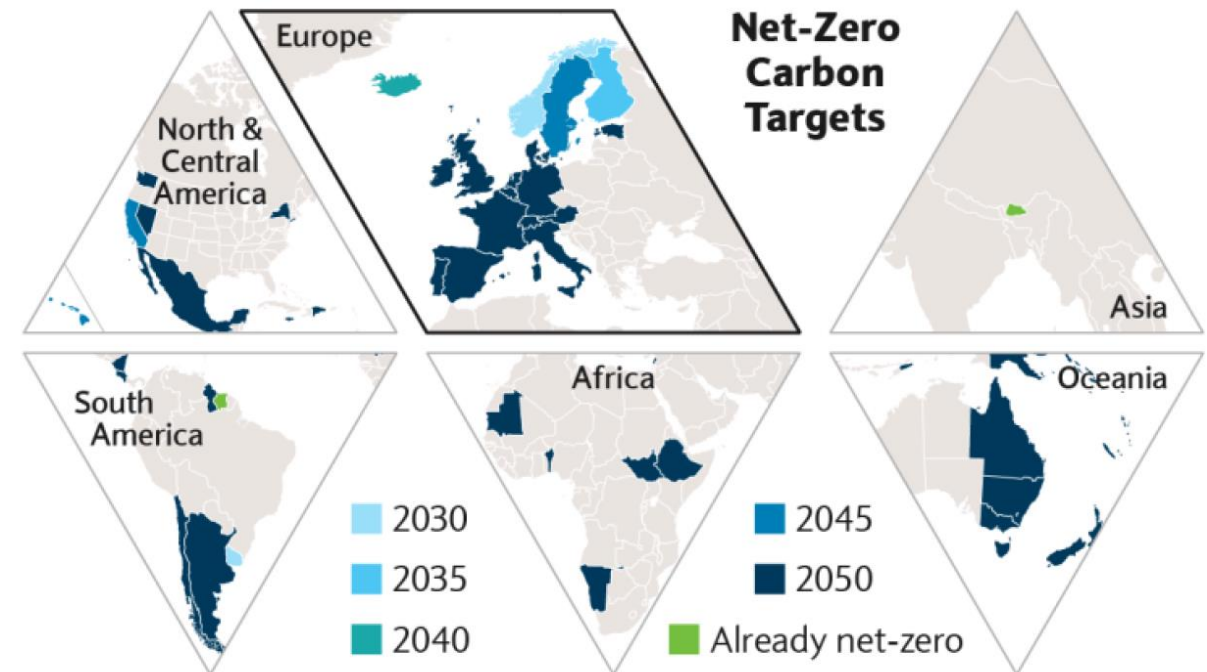 Net-Zero
Carbon
Targets
North &
Central
America
Europe
Asia
South
America
Africa
Oceania
2030
2035
2040
2045
2050
Already net-zero